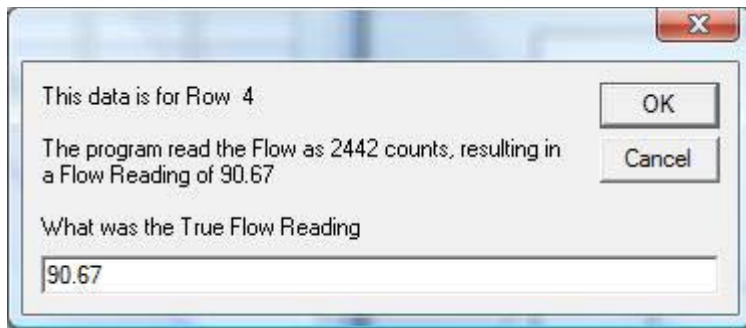 This data is for Row 4
OK
The program read the Flow as 2442 counts, resulting in
a Flow Reading of 90.67
Cancel
What was the True Flow Reading
90.67